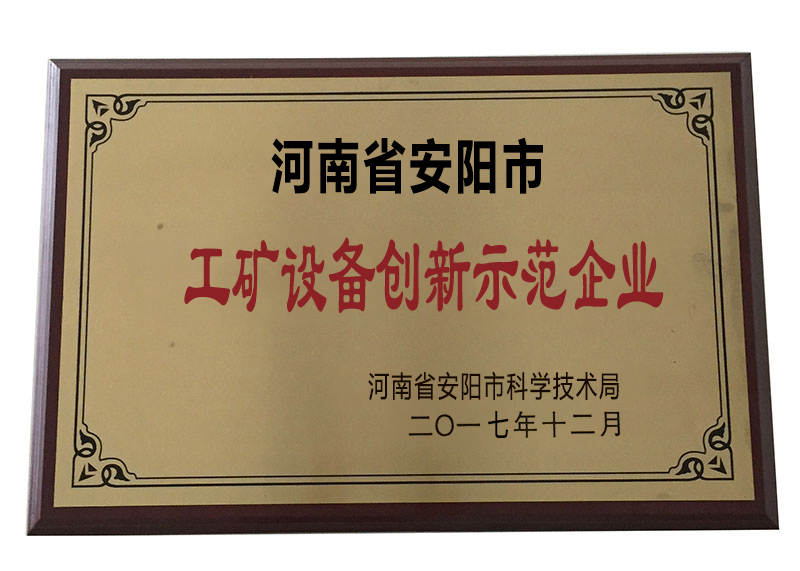 河南省安阳市
工矿设备创新示范企业
河南省安阳市科学技术局
二〇一七年十二月